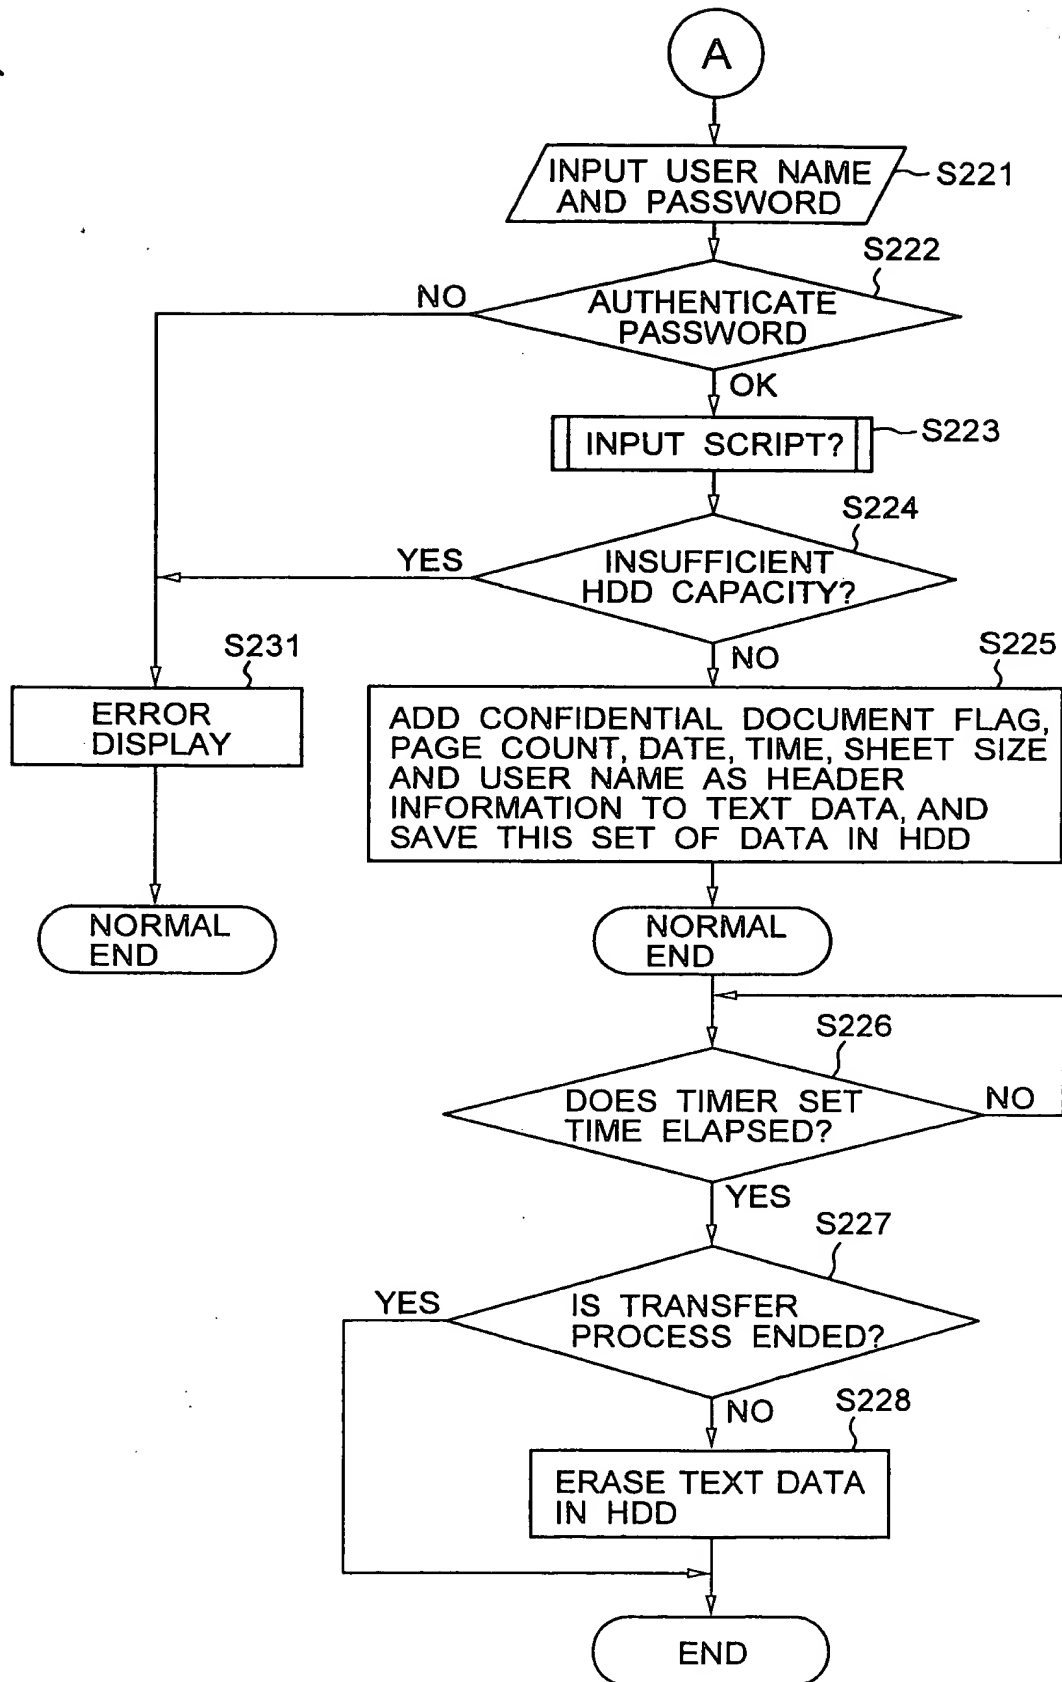 A
INPUT USER NAME
AND PASSWORD
S221
S222
NO
AUTHENTICATE
PASSWORD
OK
INPUT SCRIPT?
S223
S224
YES
INSUFFICIENT
HDD CAPACITY?
NO
S231
S225
ERROR
DISPLAY
ADD CONFIDENTIAL DOCUMENT FLAG,
PAGE COUNT, DATE, TIME, SHEET SIZE
AND USER NAME AS HEADER
INFORMATION TO TEXT DATA, AND
SAVE THIS SET OF DATA IN HDD
NORMAL
END
NORMAL
END
S226
DOES TIMER SET
TIME ELAPSED?
NO
YES
S227
YES
IS TRANSFER
PROCESS ENDED?
NO
S228
ERASE TEXT DATA
IN HDD
END